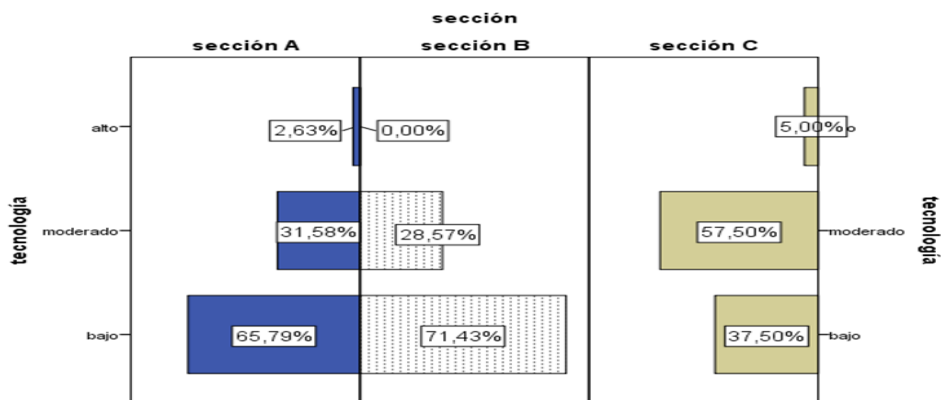 sección
sección A sección B sección C
alto 2,63% 0,00% 5,00% o
tecnología moderado 31,58% 28,57% 57,50% moderado tecnología
bajo 65,79% 71,43% 37,50% bajo